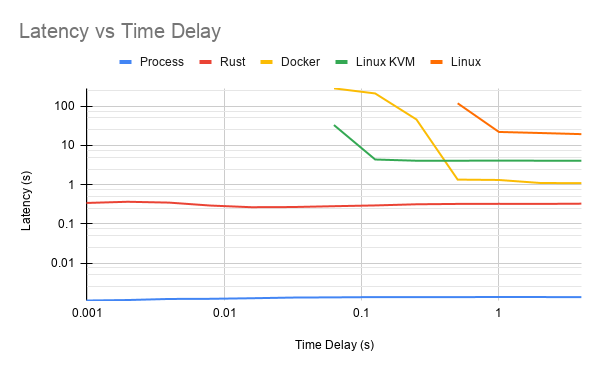 Latency vs Time Delay
Process Rust Docker Linux KVM Linux
Latency (s)
100
10
1
0.1
0.01
0.001 0.01 0.1 1
Time Delay (s)